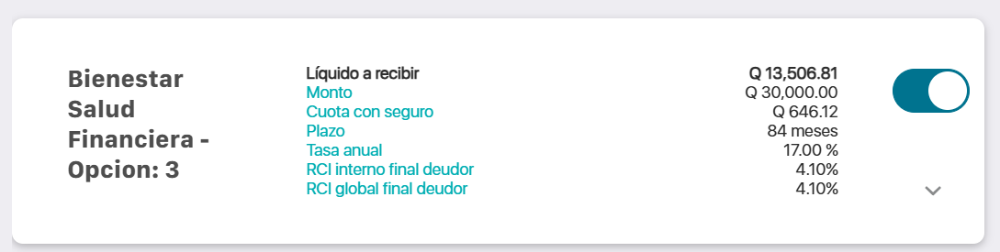 Bienestar
Salud
Financiera -
Opcion: 3
Líquido a recibir Q 13,506.81
Monto Q 30,000.00
Cuota con seguro Q 646.12
Plazo 84 meses
Tasa anual 17.00 %
RCI interno final deudor 4.10%
RCI global final deudor 4.10%